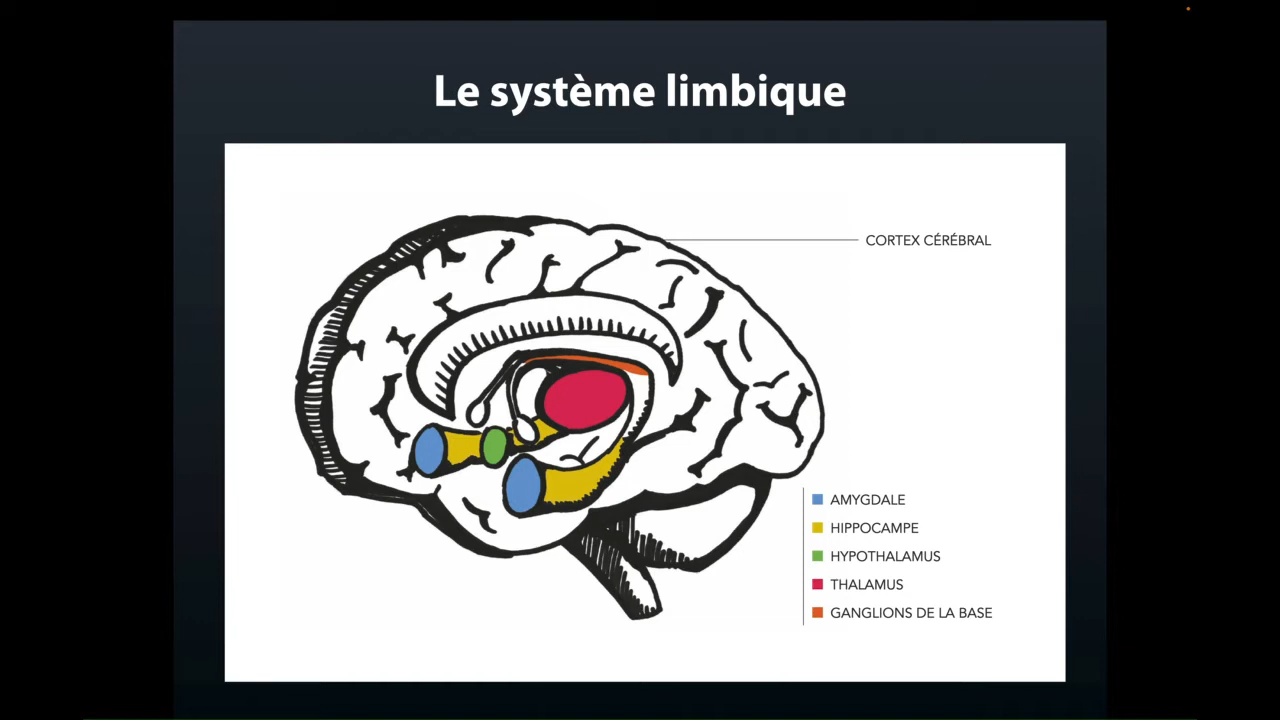 Le système limbique
CORTEX CÉRÉBRAL
AMYGDALE
HIPPOCAMPE
HYPOTHALAMUS
THALAMUS
GANGLIONS DE LA BASE